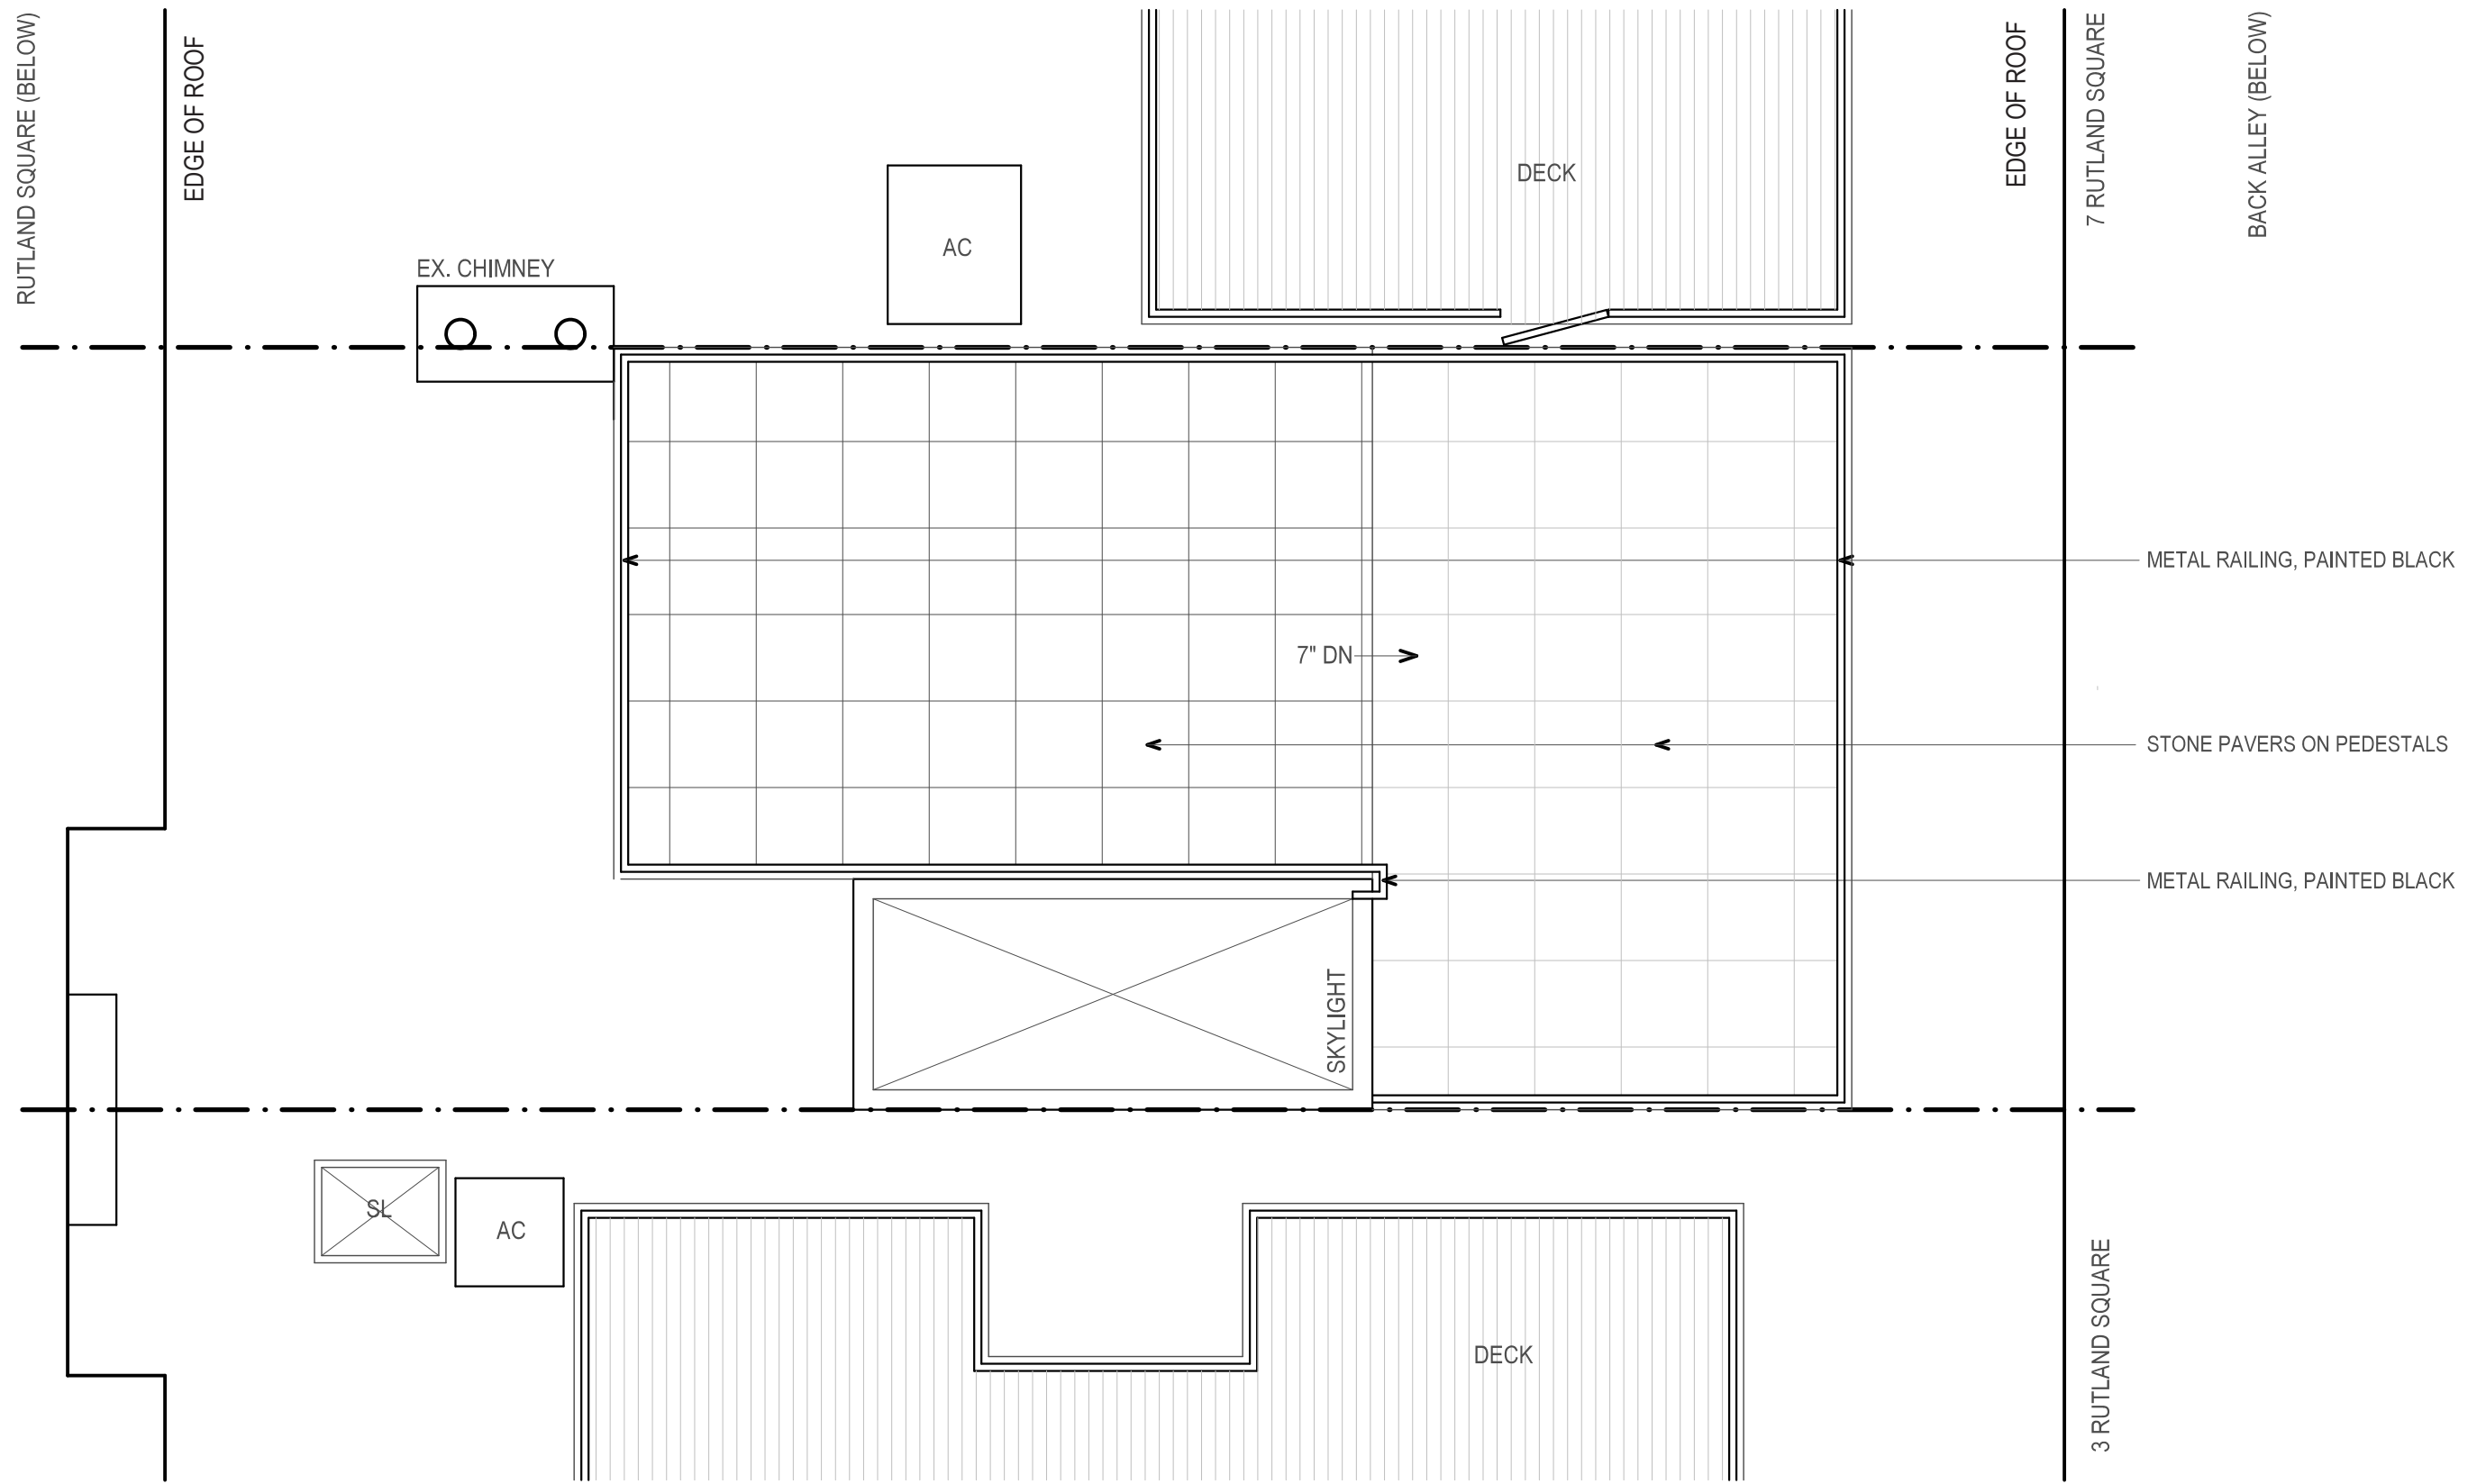 RUTLAND SQUARE (BELOW)
EDGE OF ROOF
EDGE OF ROOF
7 RUTLAND SQUARE
BACK ALLEY (BELOW)
DECK
AC
EX. CHIMNEY
METAL RAILING, PAINTED BLACK
7" DN
STONE PAVERS ON PEDESTALS
METAL RAILING, PAINTED BLACK
SKYLIGHT
SL
AC
DECK
3 RUTLAND SQUARE